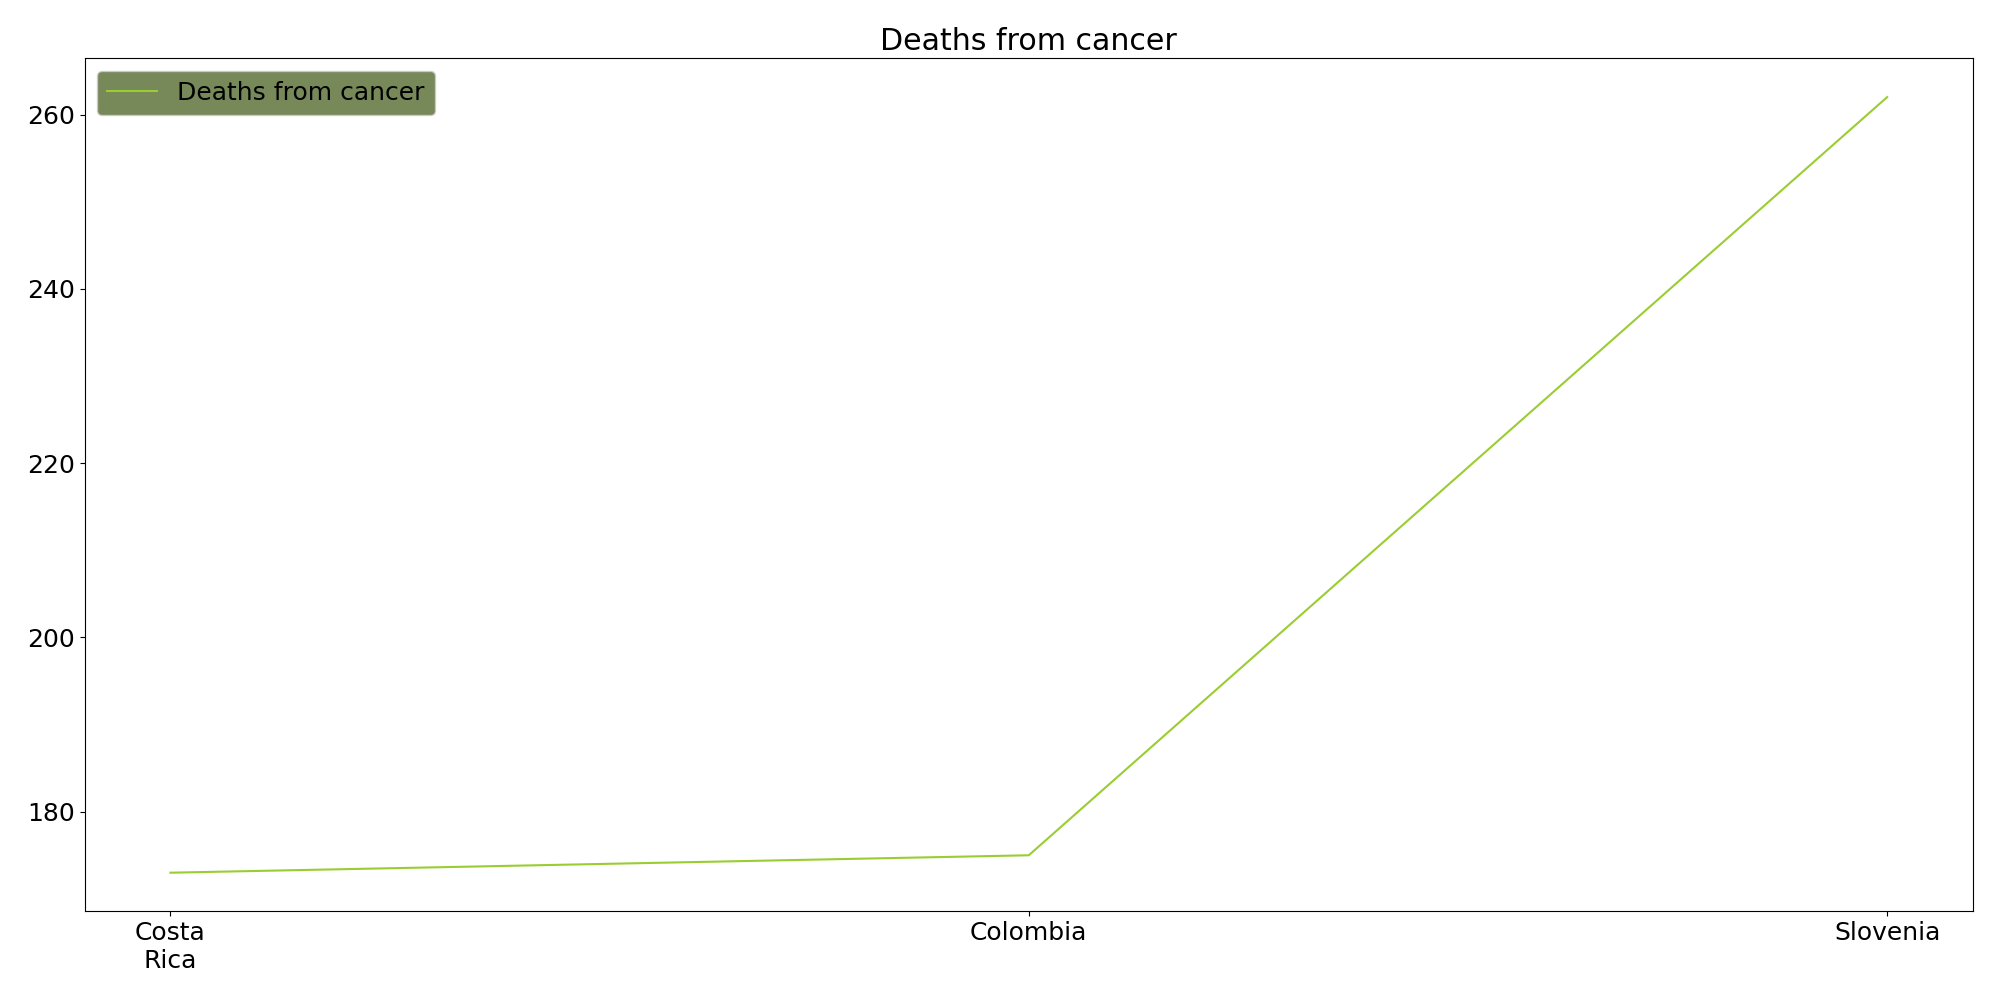 Deaths from cancer
Deaths from cancer
260
240
220
200
180
Costa
Rica
Colombia
Slovenia